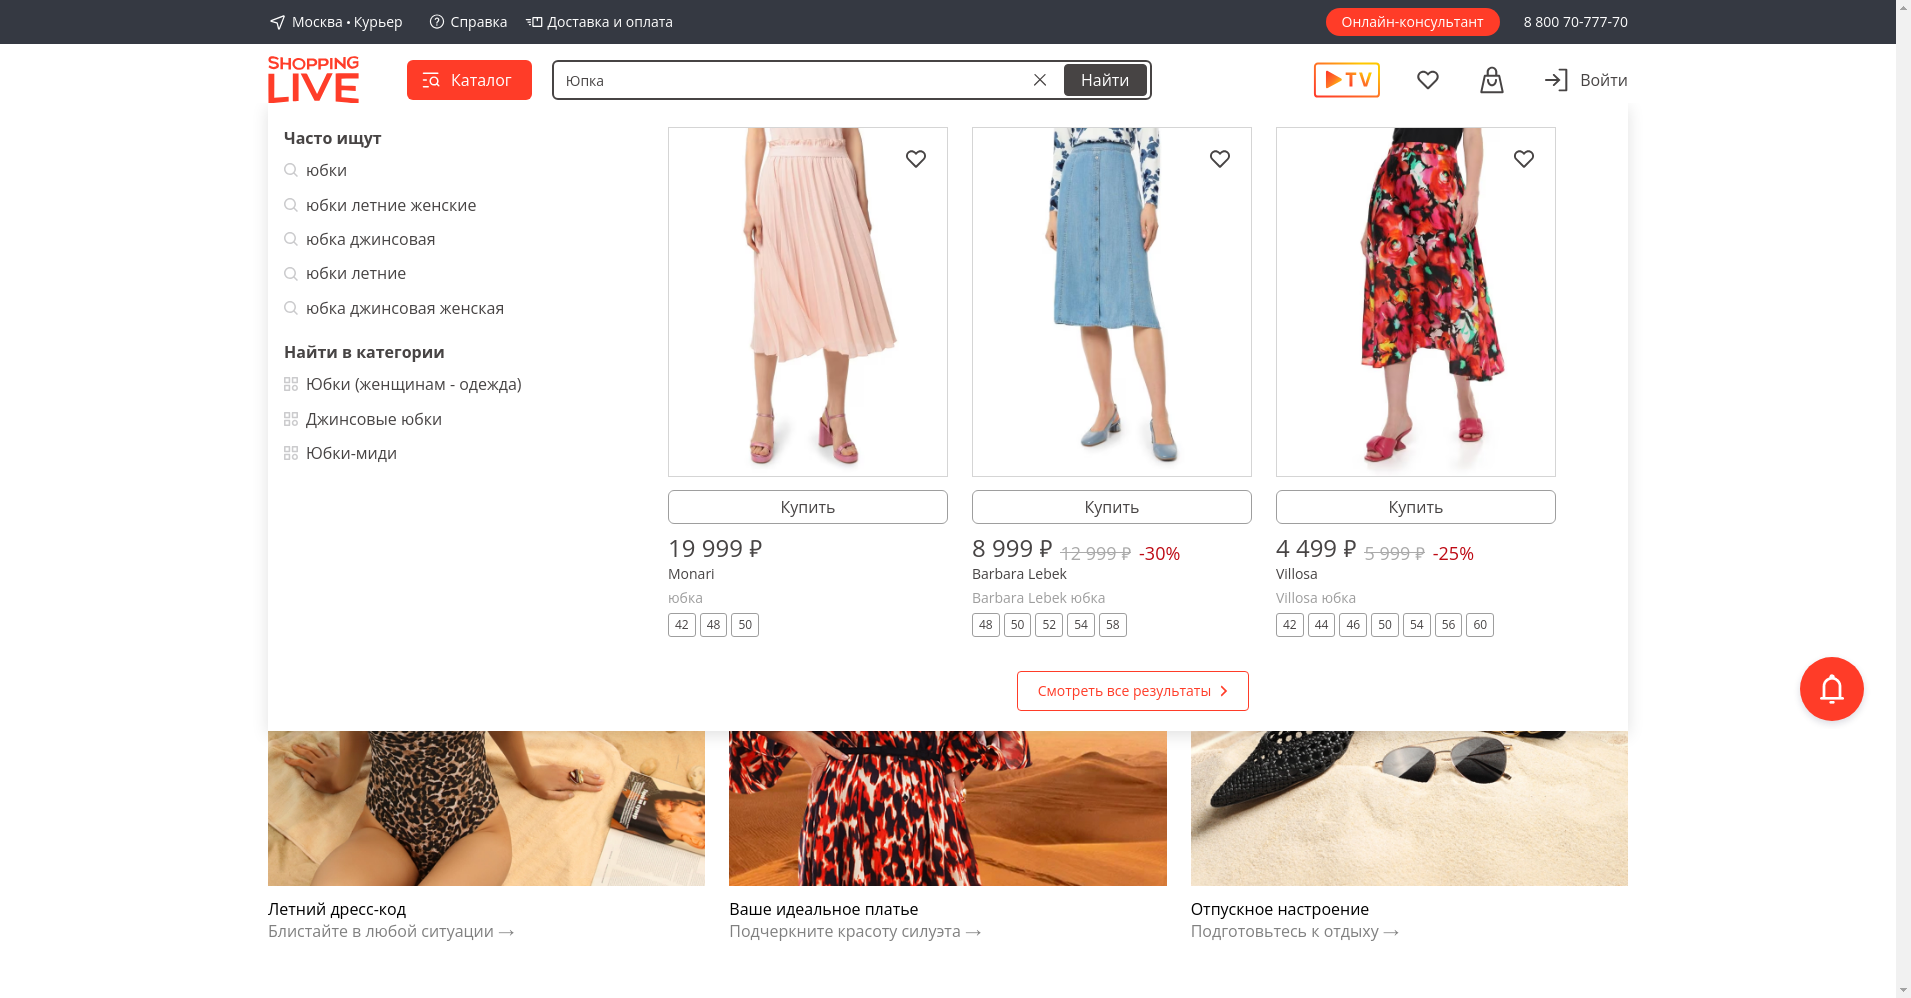 Москва • Курьер
Справка
Доставка и оплата
Онлайн-консультант
8 800 70-777-70
SHOPPING
LIVE
Каталог
Юпка
Найти
TV
Войти
Часто ищут
юбки
юбки летние женские
юбка джинсовая
юбки летние
юбка джинсовая женская
Найти в категории
Юбки (женщинам - одежда)
Джинсовые юбки
Юбки-миди
Купить
19 999 ₽
Monari
юбка
42 48 50
Купить
8 999 ₽ 12 999 ₽ -30%
Barbara Lebek
Barbara Lebek юбка
48 50 52 54 58
Купить
4 499 ₽ 5 999 ₽ -25%
Villosa
Villosa юбка
42 44 46 50 54 56 60
Смотреть все результаты
Летний дресс-код
Блистайте в любой ситуации →
Ваше идеальное платье
Подчеркните красоту силуэта →
Отпускное настроение
Подготовьтесь к отдыху →